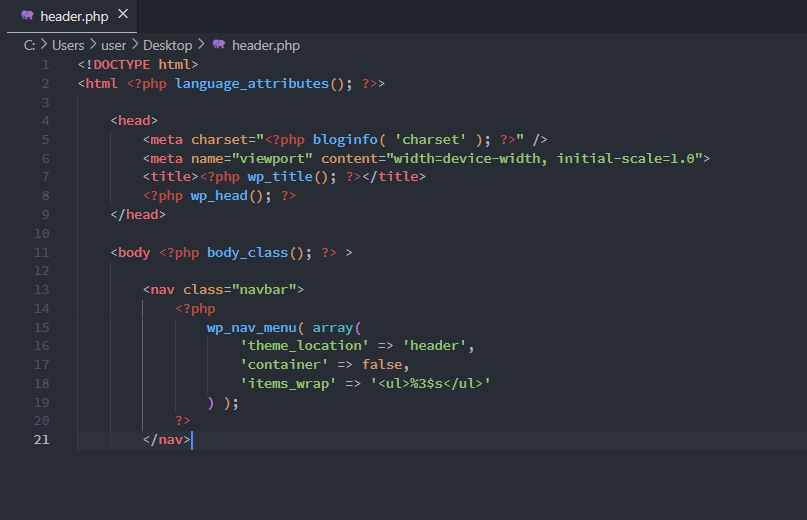 header.php ×
C: > Users > user > Desktop > header.php
1 <!DOCTYPE html>
2 <html <?php language_attributes(); ?>>
3
4     <head>
5         <meta charset="<?php bloginfo( 'charset' ); ?>" />
6         <meta name="viewport" content="width=device-width, initial-scale=1.0">
7         <title><?php wp_title(); ?></title>
8         <?php wp_head(); ?>
9     </head>
10
11     <body <?php body_class(); ?> >
12
13         <nav class="navbar">
14             <?php
15                 wp_nav_menu( array(
16                     'theme_location' => 'header',
17                     'container' => false,
18                     'items_wrap' => '<ul>%3$s</ul>'
19                 ) );
20             ?>
21         </nav>